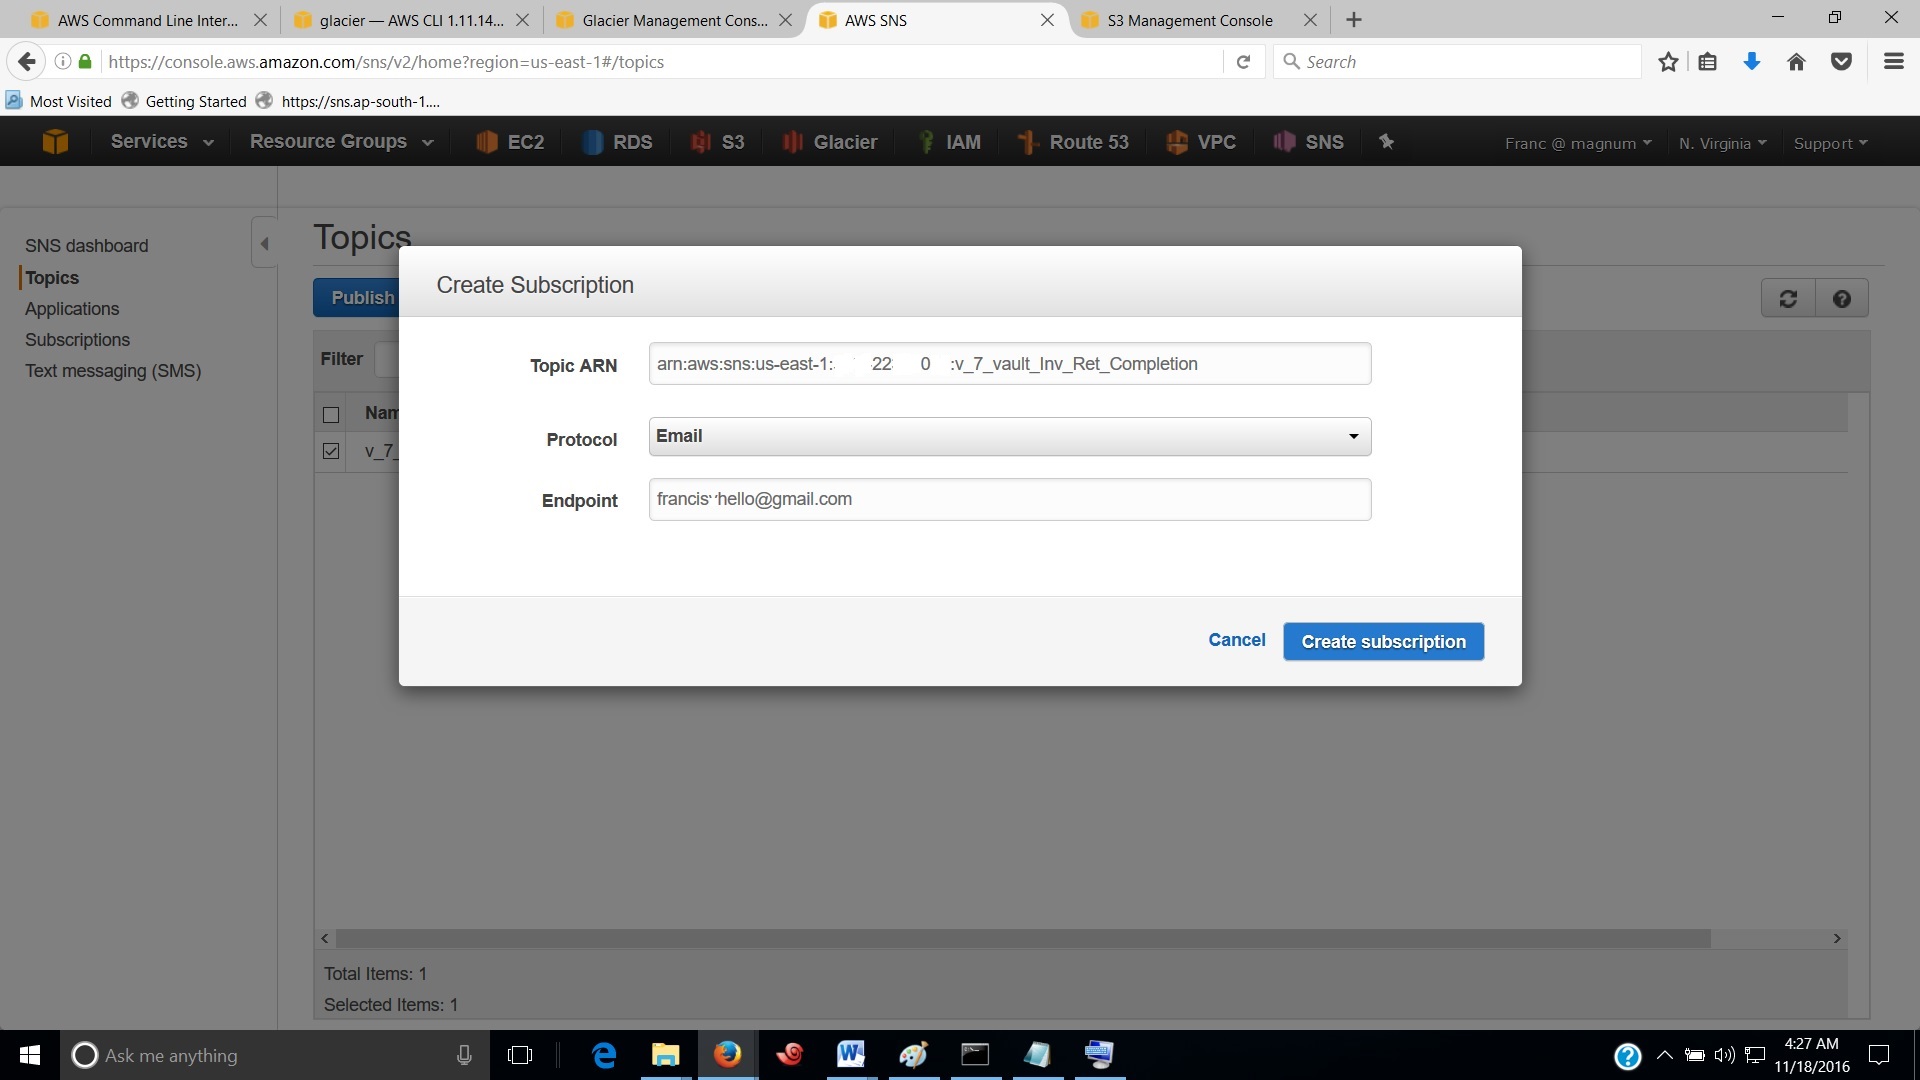 AWS Command Line Inter...
glacier — AWS CLI 1.11.14...
Glacier Management Cons...
AWS SNS
S3 Management Console
https://console.aws.amazon.com/sns/v2/home?region=us-east-1#/topics
Search
Most Visited
Getting Started
https://sns.ap-south-1....
Services
Resource Groups
EC2
RDS
S3
Glacier
IAM
Route 53
VPC
SNS
Franc @ magnum
N. Virginia
Support
SNS dashboard
Topics
Applications
Subscriptions
Text messaging (SMS)
Topics
Publish
Filter
Nam
v_7_
Create Subscription
Topic ARN
arn:aws:sns:us-east-1: 22 0 :v_7_vault_Inv_Ret_Completion
Protocol
Email
Endpoint
francis hello@gmail.com
Cancel
Create subscription
Total Items: 1
Selected Items: 1
Ask me anything
4:27 AM
11/18/2016